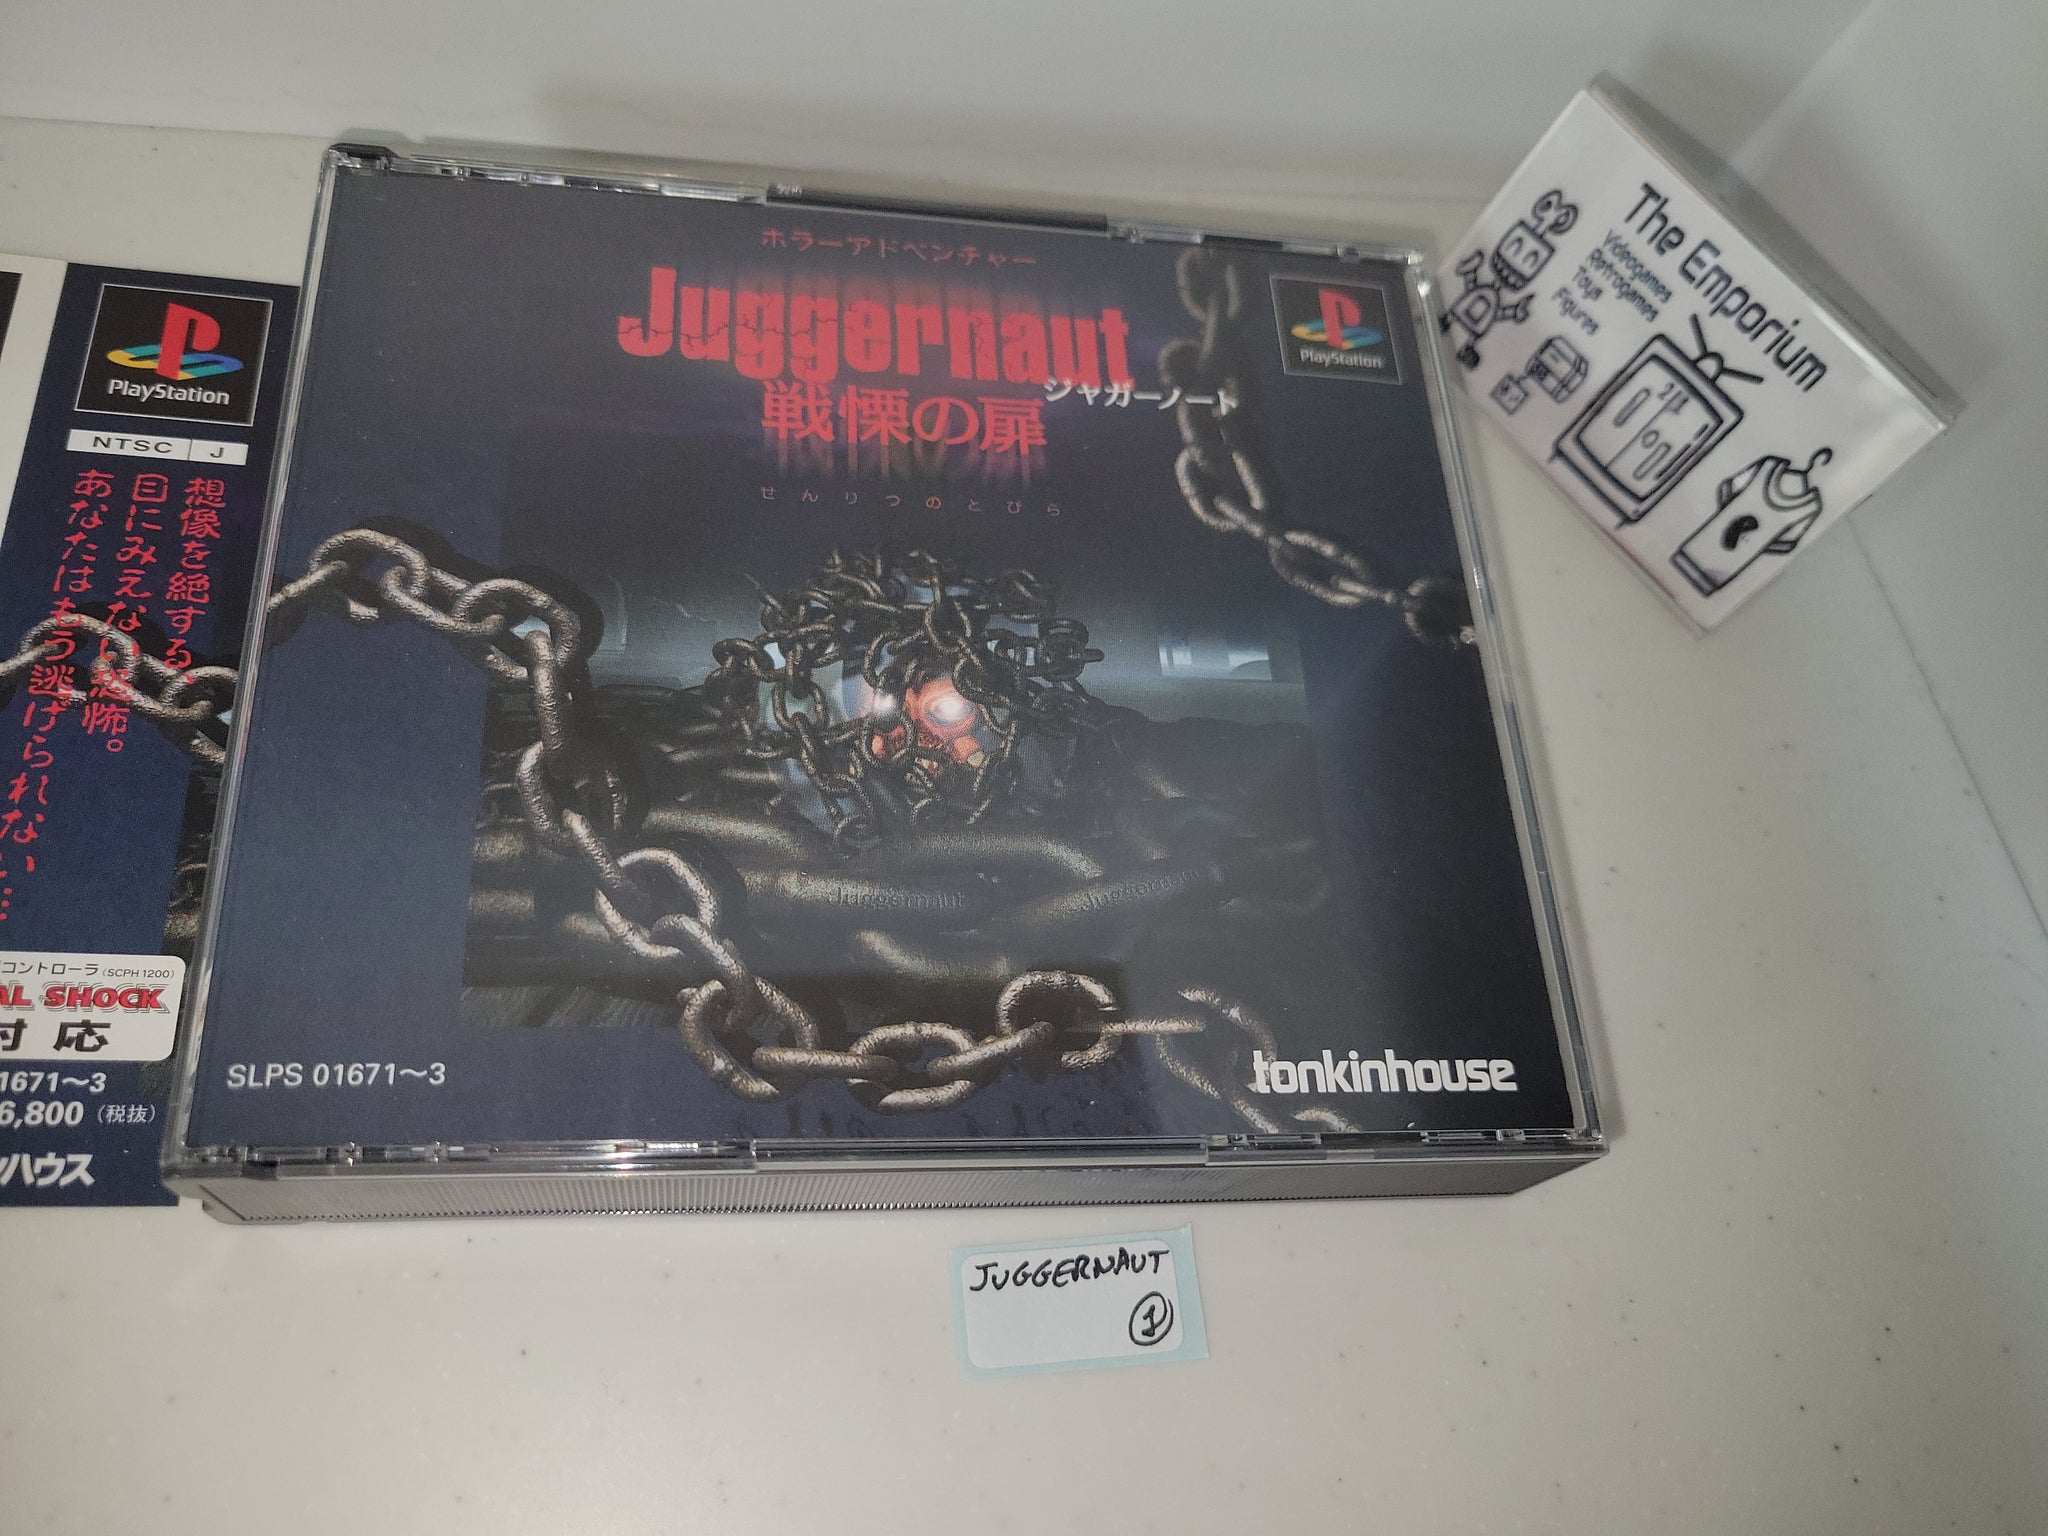 PlayStation
NTSC J
想像を絶する、
目にみえない恐怖。
あなたはもう逃げられない
コントローラ(SCPH 1200)
AL SHOCK
対応
1671～3
6,800(税抜)
ハウス
ホラーアドベンチャー
Juggernaut
ジャガーノート
戦慄の扉
せんりつのとびら
PlayStation
Juggernaut
Juggernaut
SLPS 01671～3
tonkinhouse
The Emporium
Videogames
Retrogames
Toys
Figures
JUGGERNAUT
1